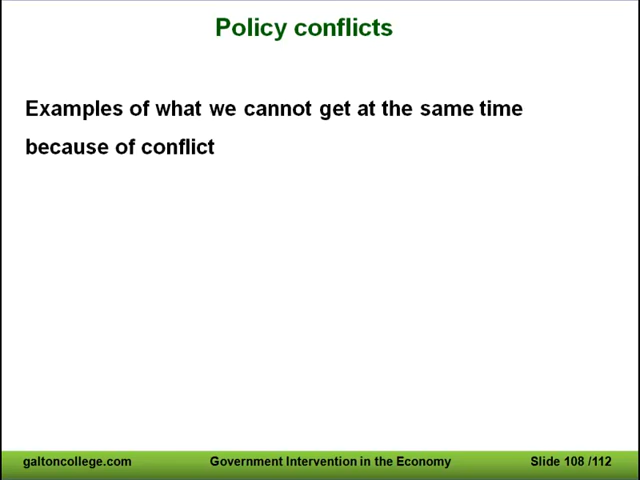 Policy conflicts
Examples of what we cannot get at the same time
because of conflict
galtoncollege.com Government Intervention in the Economy Slide 108 /112